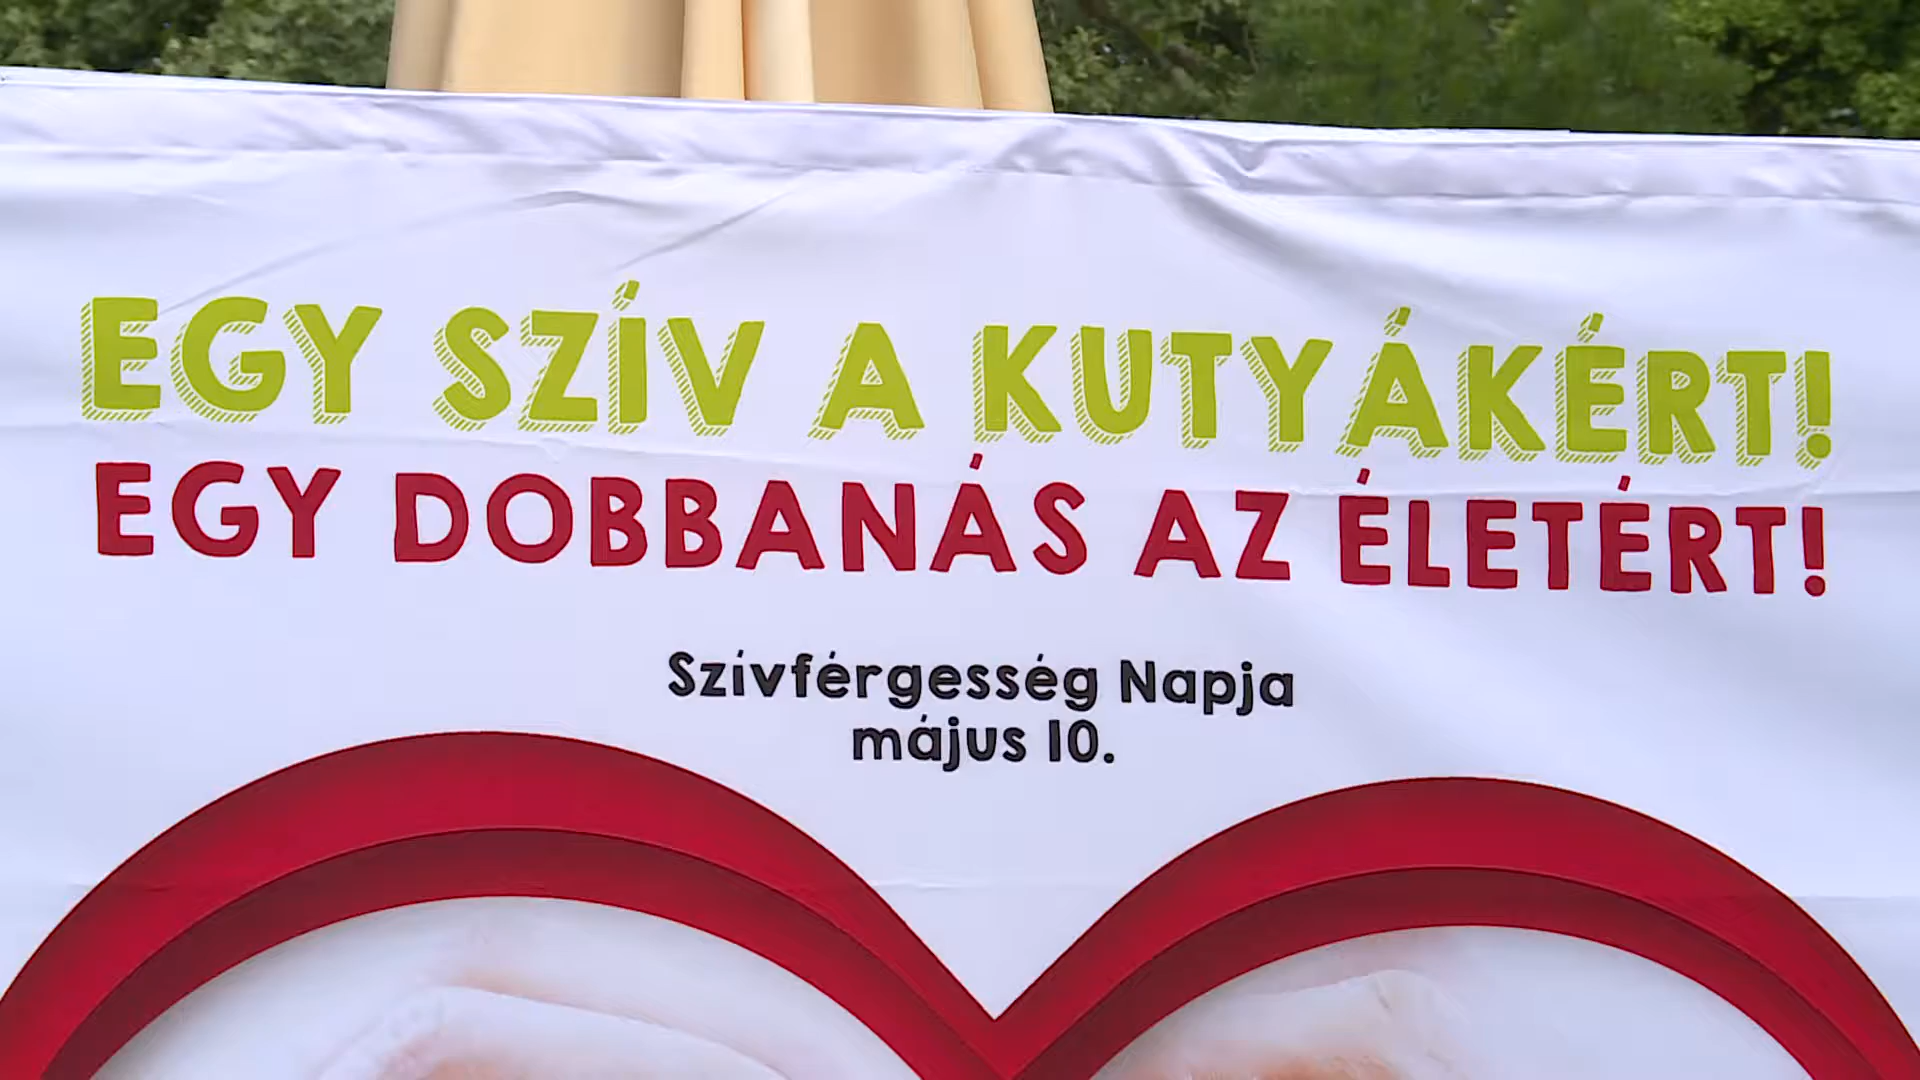 EGY SZÍV A KUTYÁKÉRT!
EGY DOBBANÁS AZ ÉLETÉRT!
Szívférgesség Napja
május 10.